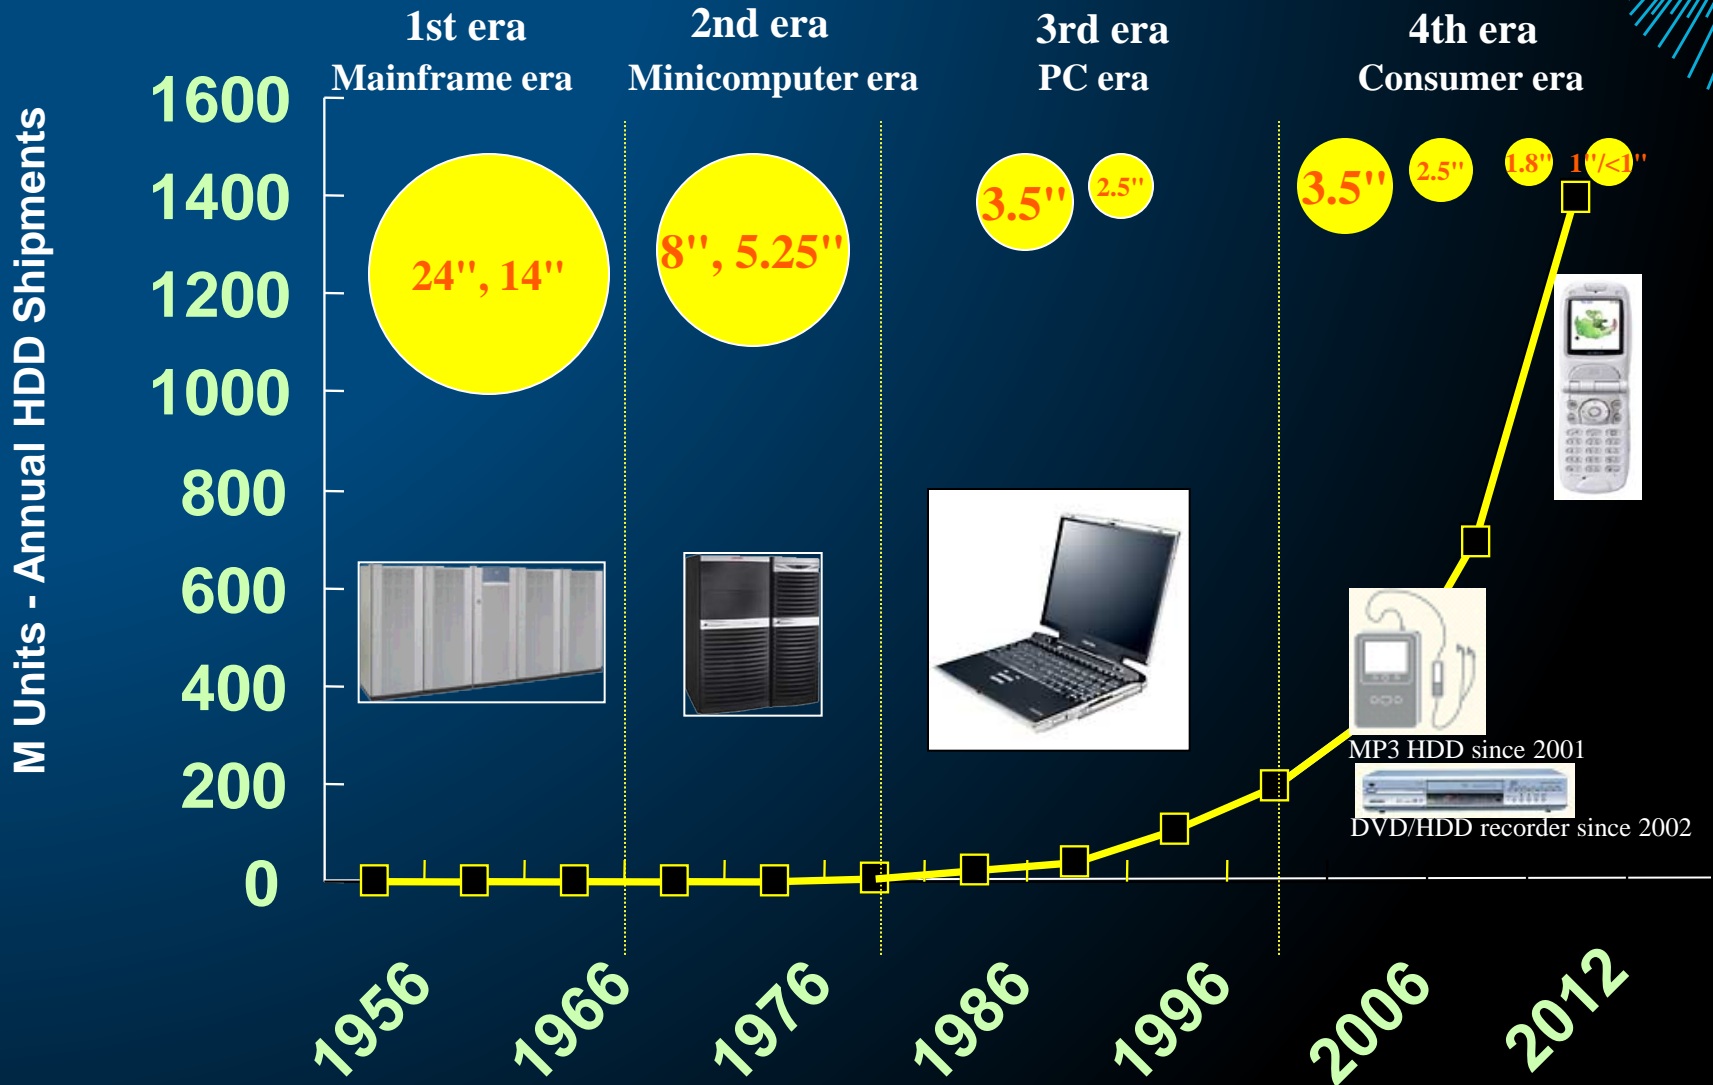 1st era
Mainframe era
2nd era
Minicomputer era
3rd era
PC era
4th era
Consumer era
M Units - Annual HDD Shipments
1600
1400
1200
1000
800
600
400
200
0
24", 14"
8", 5.25"
3.5"
2.5"
3.5"
2.5"
1.8"
1"/<1"
MP3 HDD since 2001
DVD/HDD recorder since 2002
1956
1966
1976
1986
1996
2006
2012